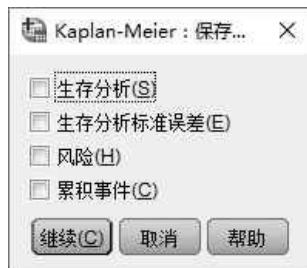 Kaplan-Meier：保存...
生存分析(S)
生存分析标准误差(E)
风险(H)
累积事件(C)
继续(C) 取消 帮助